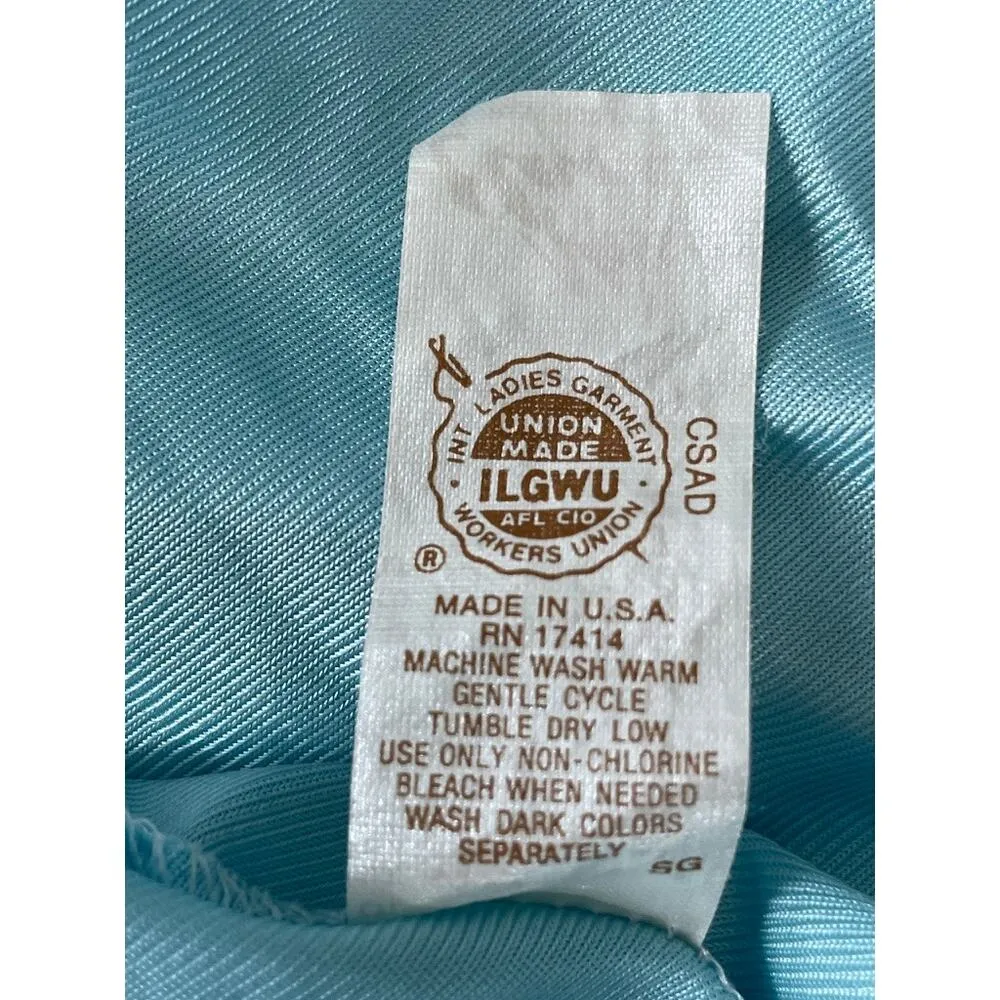 INT LADIES GARMENT
UNION
MADE
ILGWU
AFL CIO
WORKERS UNION
®
CSAD
MADE IN U.S.A.
RN 17414
MACHINE WASH WARM
GENTLE CYCLE
TUMBLE DRY LOW
USE ONLY NON-CHLORINE
BLEACH WHEN NEEDED
WASH DARK COLORS
SEPARATELY
SG